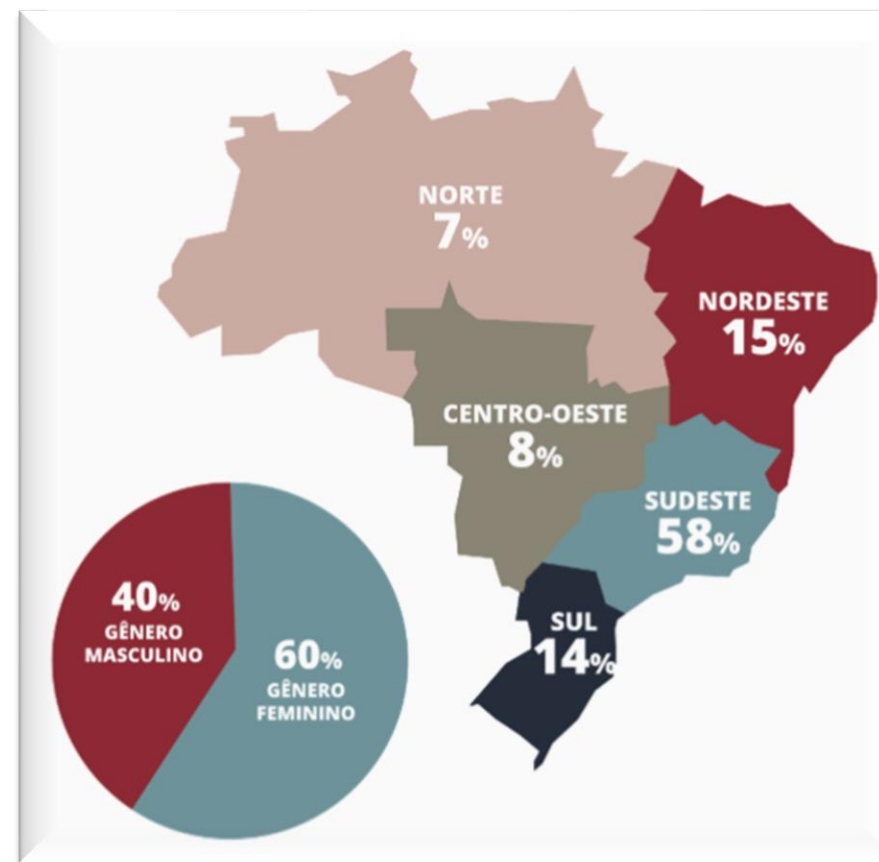 NORTE
7%
NORDESTE
15%
CENTRO-OESTE
8%
SUDESTE
58%
SUL
14%
40%
GÊNERO
MASCULINO
60%
GÊNERO
FEMININO